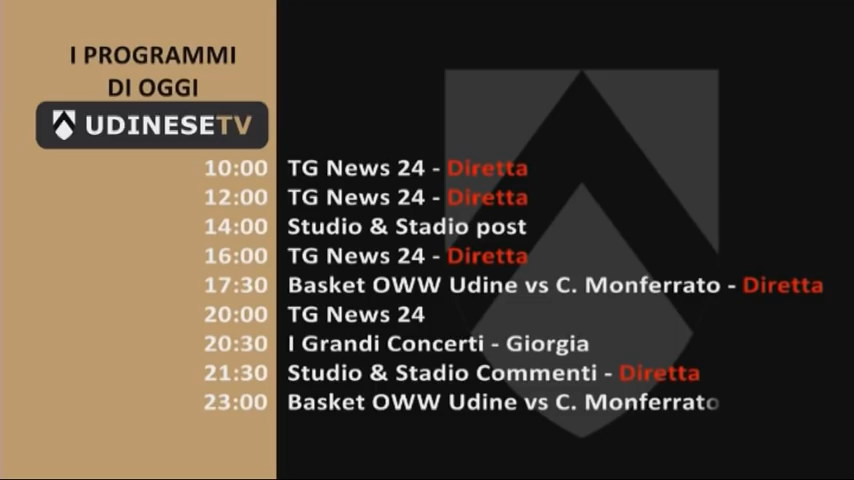 I PROGRAMMI
DI OGGI
UDINESETV
10:00 TG News 24 - Diretta
12:00 TG News 24 - Diretta
14:00 Studio & Stadio post
16:00 TG News 24 - Diretta
17:30 Basket OWW Udine vs C. Monferrato - Diretta
20:00 TG News 24
20:30 I Grandi Concerti - Giorgia
21:30 Studio & Stadio Commenti - Diretta
23:00 Basket OWW Udine vs C. Monferrato